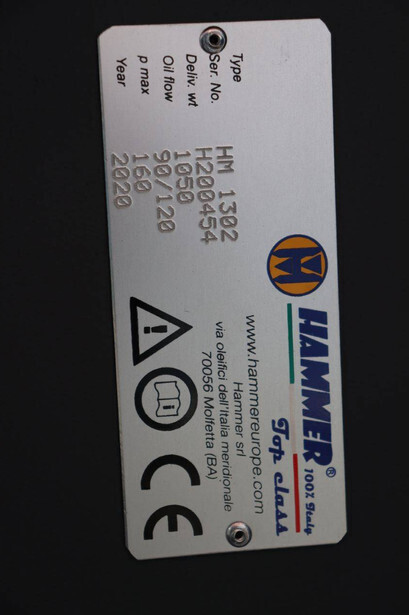 HAMMER®
100% Italy
Top class
www.hammereurope.com
Hammer srl
via oleifici dell'Italia meridionale
70056 Molfetta (BA)
Type HM 1302
Ser. No. H200454
Deliv. wt 1050
Oil flow 90/120
p max 160
Year 2020
CE